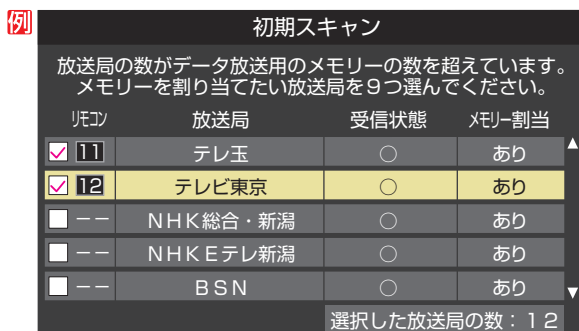 例
初期スキャン
放送局の数がデータ放送用のメモリーの数を超えています。
メモリーを割り当てたい放送局を９つ選んでください。
リモコン 放送局 受信状態 メモリー割当
11 テレ玉 ○ あり
12 テレビ東京 ○ あり
－－ ＮＨＫ総合・新潟 ○ あり
－－ ＮＨＫＥテレ新潟 ○ あり
－－ ＢＳＮ ○ あり
選択した放送局の数：１２